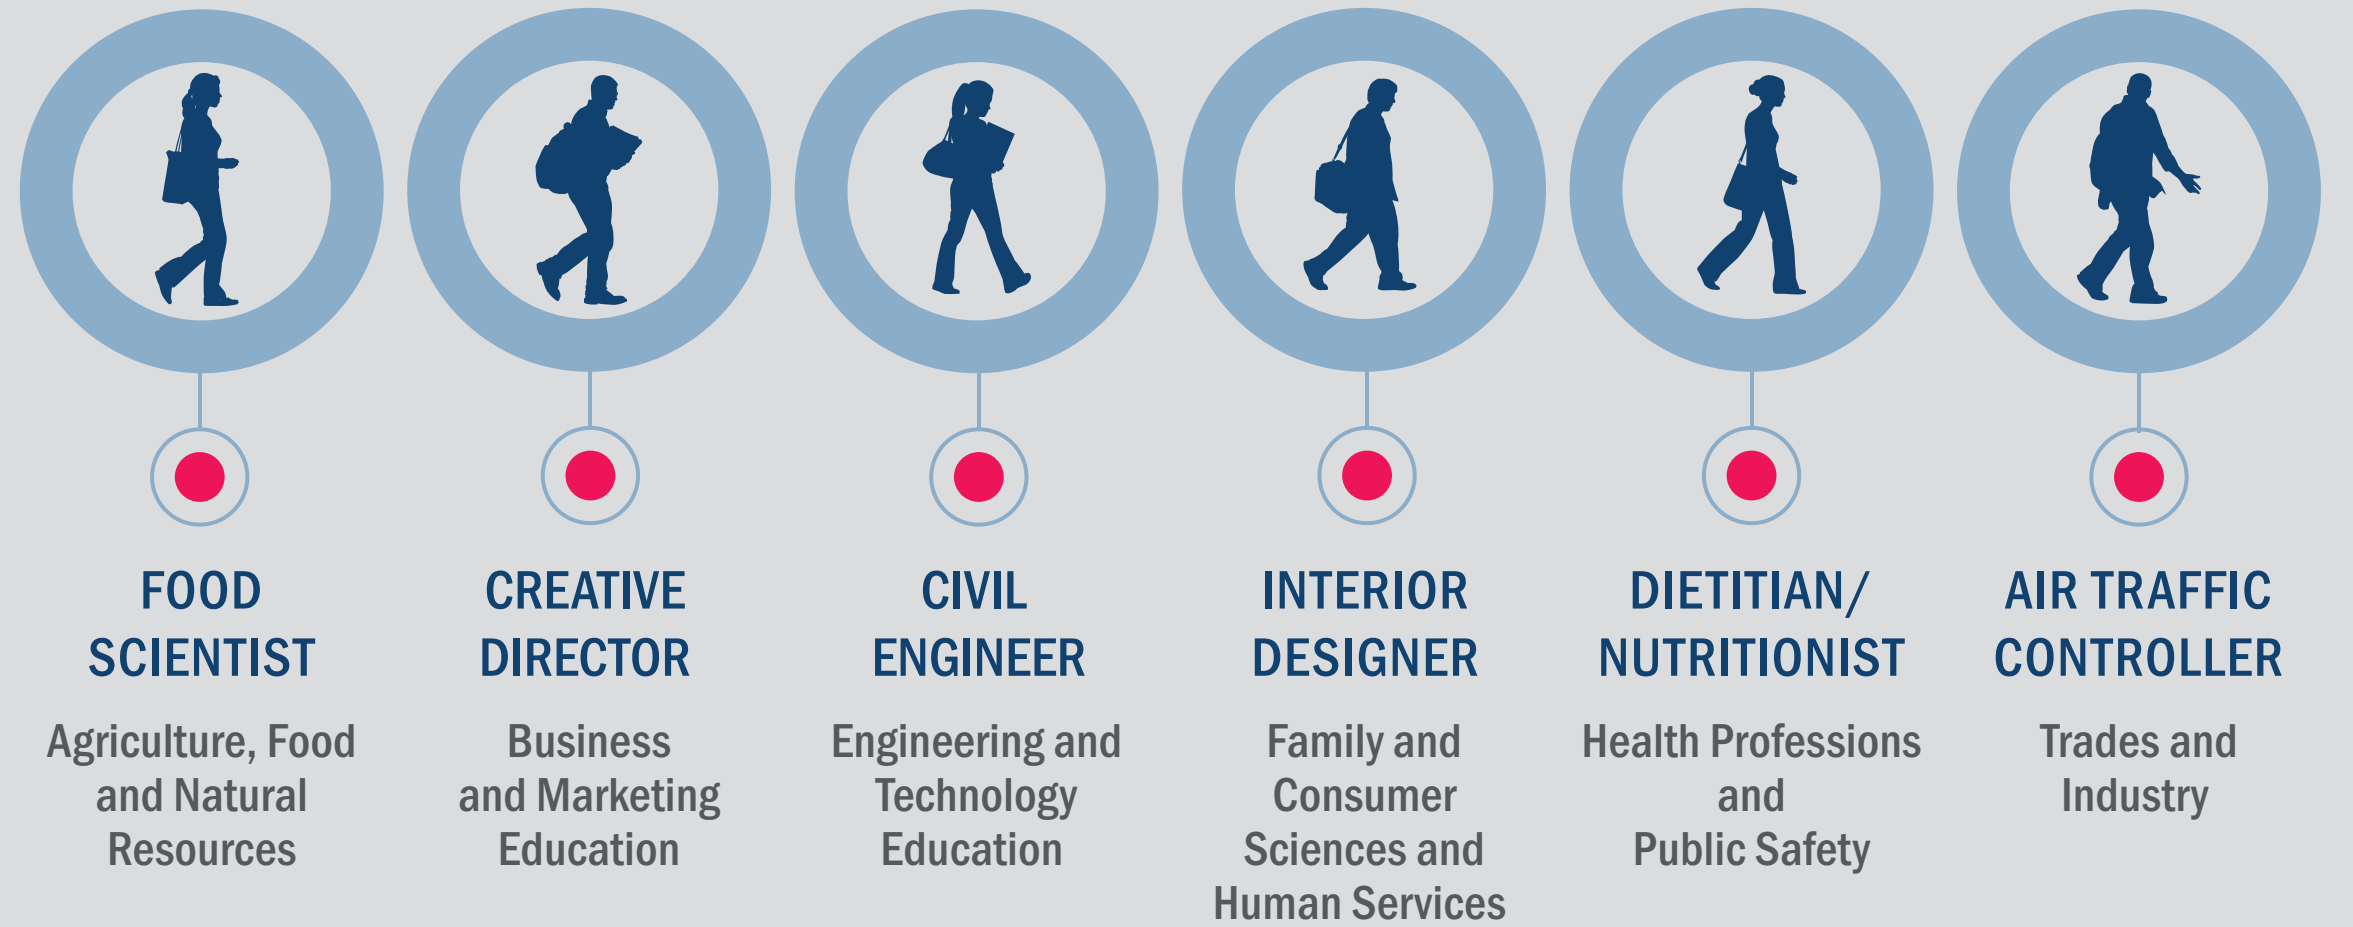 FOOD
SCIENTIST
Agriculture, Food
and Natural
Resources
CREATIVE
DIRECTOR
Business
and Marketing
Education
CIVIL
ENGINEER
Engineering and
Technology
Education
INTERIOR
DESIGNER
Family and
Consumer
Sciences and
Human Services
DIETITIAN/
NUTRITIONIST
Health Professions
and
Public Safety
AIR TRAFFIC
CONTROLLER
Trades and
Industry